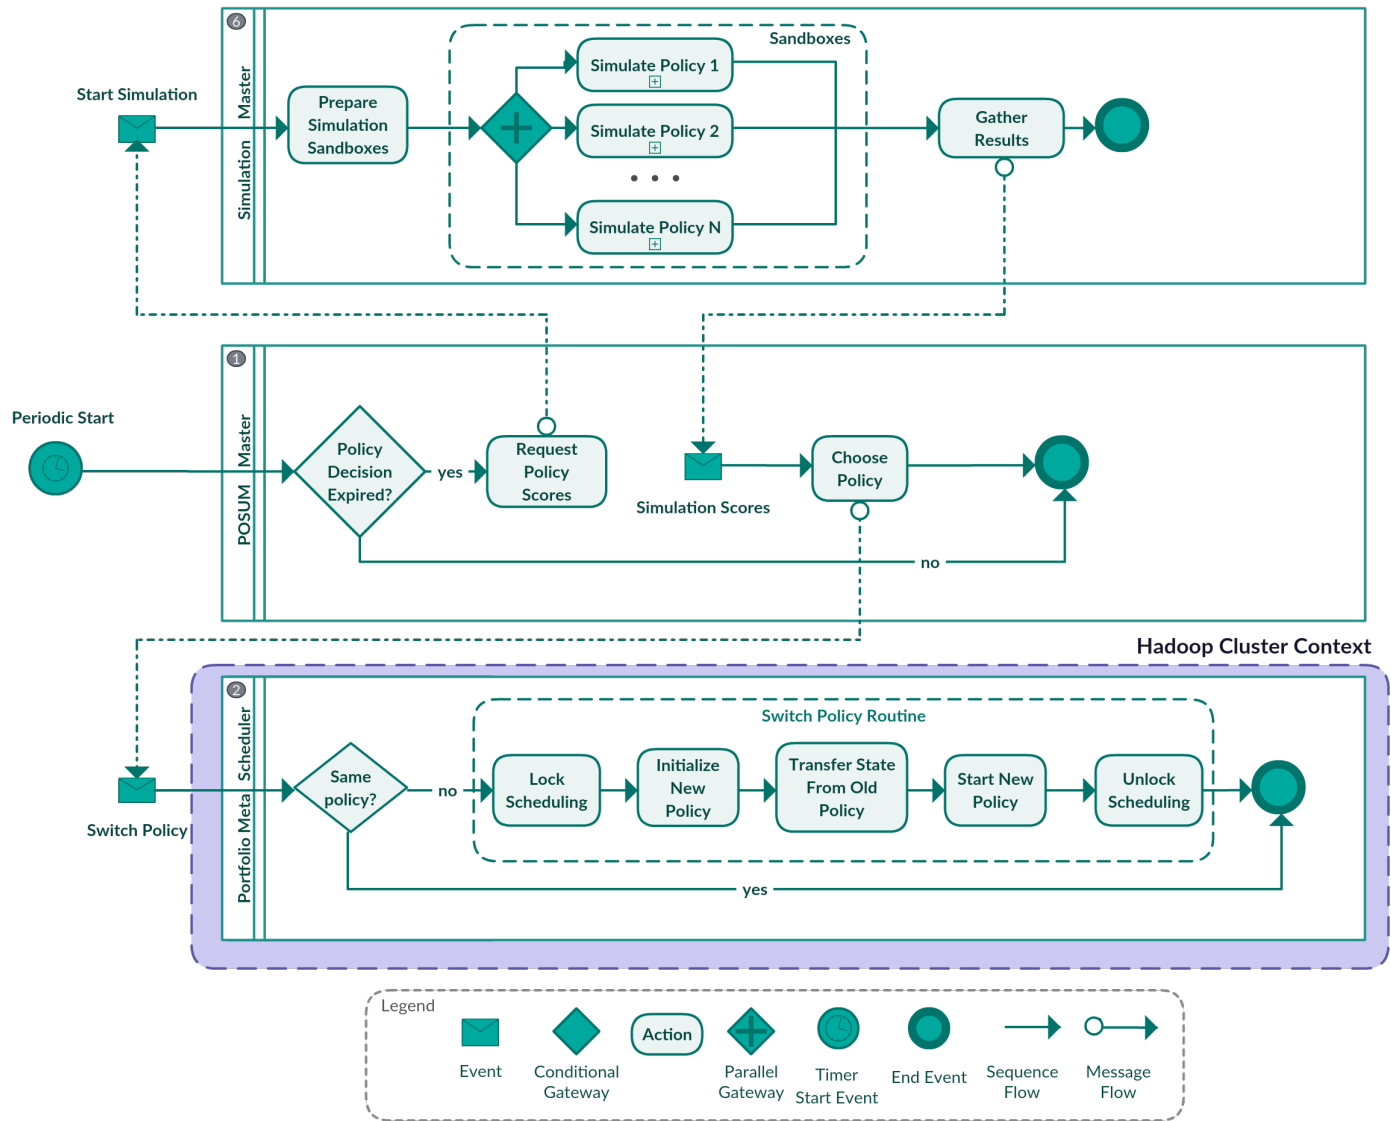 6
Sandboxes
Start Simulation
Simulation Master
Prepare
Simulation
Sandboxes
Simulate Policy 1
Simulate Policy 2
• • •
Simulate Policy N
Gather
Results
1
Periodic Start
POSUM Master
Policy
Decision
Expired?
yes
Request
Policy
Scores
Simulation Scores
Choose
Policy
no
Hadoop Cluster Context
2
Portfolio Meta Scheduler
Switch Policy
Same
policy?
no
Switch Policy Routine
Lock
Scheduling
Initialize
New
Policy
Transfer State
From Old
Policy
Start New
Policy
Unlock
Scheduling
yes
Legend
Event
Conditional
Gateway
Action
Parallel
Gateway
Timer
Start Event
End Event
Sequence
Flow
Message
Flow